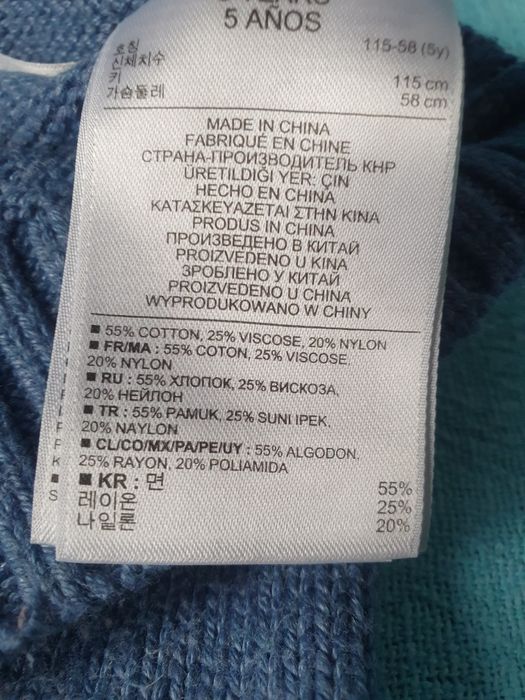 5 AÑOS
호칭 115-58 (5y)
신체치수
키 115 cm
가슴둘레 58 cm
MADE IN CHINA
FABRIQUÉ EN CHINE
СТРАНА-ПРОИЗВОДИТЕЛЬ КНР
ÜRETILDIĞI YER: ÇIN
HECHO EN CHINA
ΚΑΤΑΣΚΕΥΑΖΕΤΑΙ ΣΤΗΝ ΚΙΝΑ
PRODUS IN CHINA
ПРОИЗВЕДЕНО В КИТАЙ
PROIZVEDENO U KINA
ЗРОБЛЕНО У КИТАЙ
PROIZVEDENO U CHINA
WYPRODUKOWANO W CHINY
■ 55% COTTON, 25% VISCOSE, 20% NYLON
■ FR/MA : 55% COTON, 25% VISCOSE,
20% NYLON
■ RU : 55% ХЛОПОК, 25% ВИСКОЗА,
20% НЕЙЛОН
■ TR : 55% PAMUK, 25% SUNI IPEK,
20% NAYLON
■ CL/CO/MX/PA/PE/UY : 55% ALGODON,
25% RAYON, 20% POLIAMIDA
■ KR : 면 55%
레이온 25%
나일론 20%